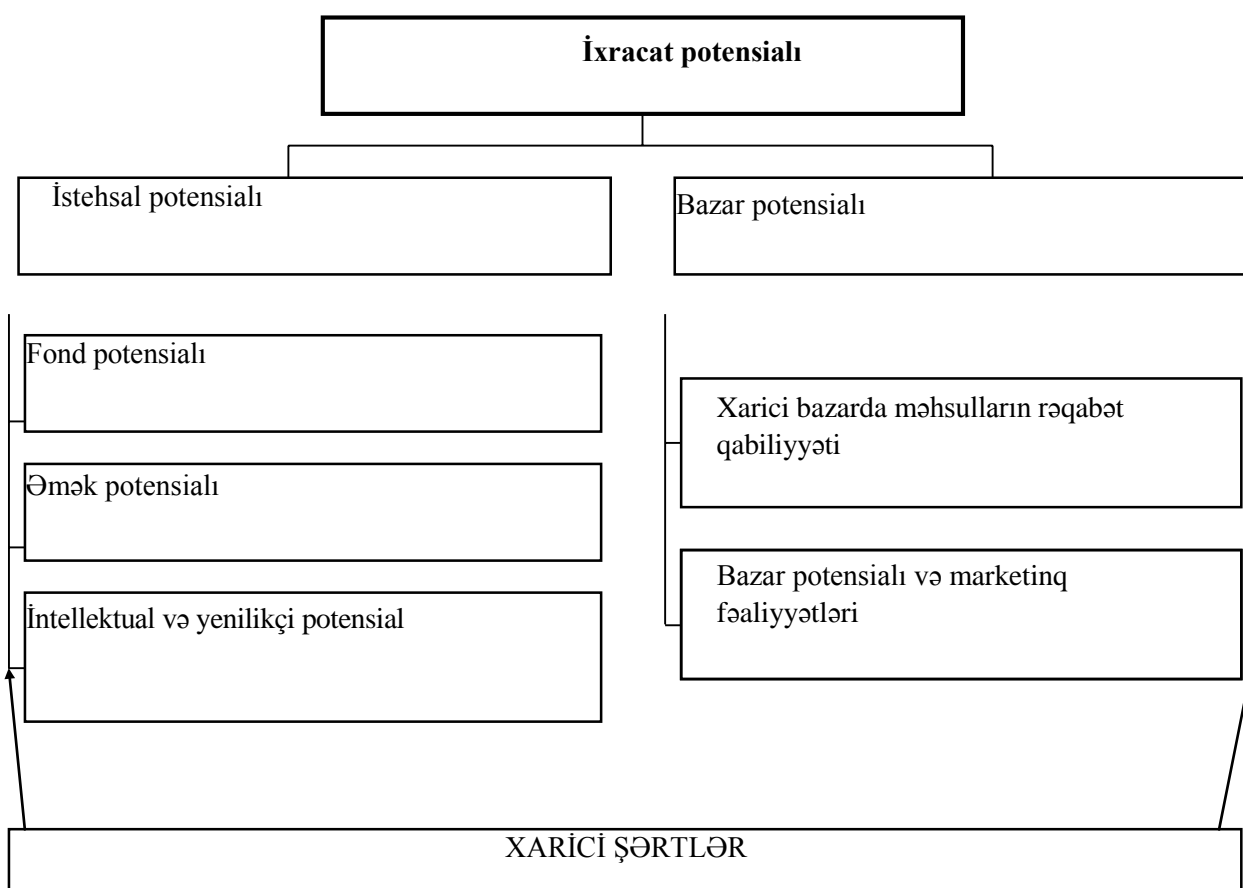 İxracat potensialı
İstehsal potensialı
Bazar potensialı
Fond potensialı
Əmək potensialı
İntellektual və yenilikçi potensial
Xarici bazarda məhsulların rəqabət
qabiliyyəti
Bazar potensialı və marketinq
fəaliyyətləri
XARİCİ ŞƏRTLƏR